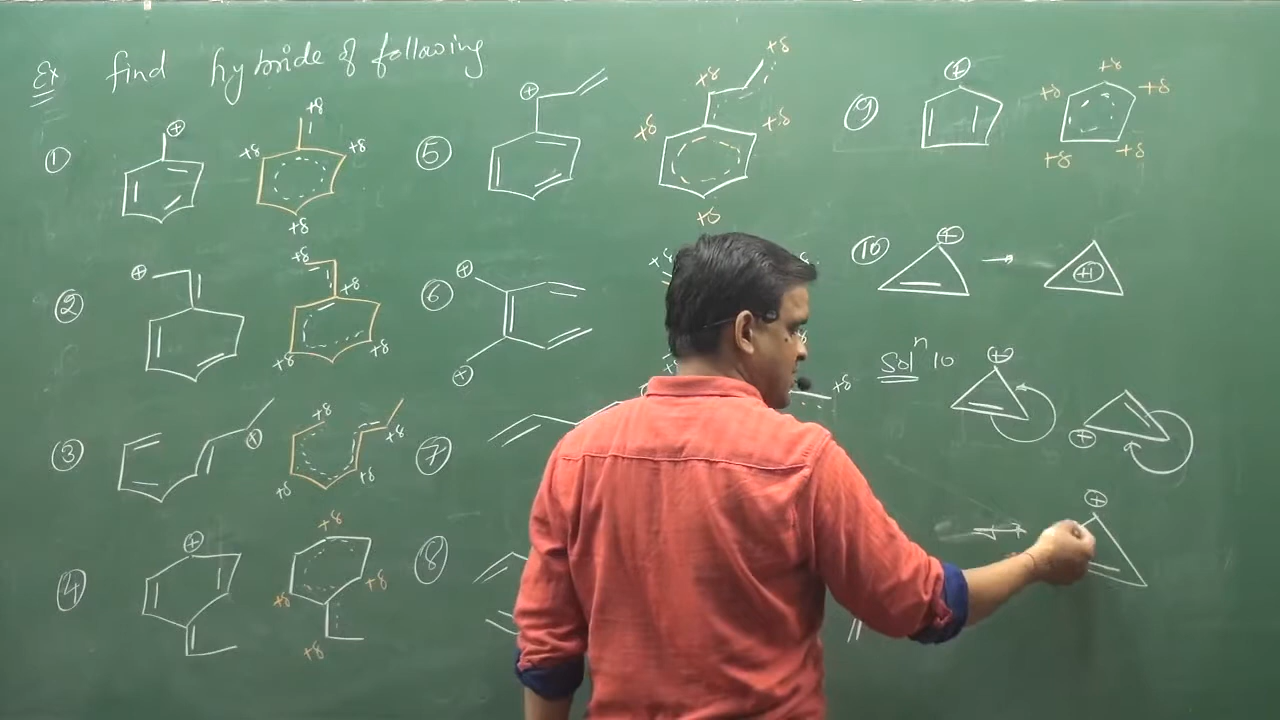 Ex find hybride of following
① ⊕ +δ +δ +δ +δ
② ⊕ +δ +δ +δ +δ
③ ⊕ +δ +δ +δ +δ
④ ⊕ +δ +δ +δ +δ
⑤ ⊕ +δ +δ +δ +δ +δ
⑥ ⊕ ⊕ +δ
⑦ +δ
⑧
⑨ ⊕ +δ +δ +δ +δ +δ
⑩ ⊕ → ⊕
Solⁿ 10 ⊕ ⊕
↔ ⊕